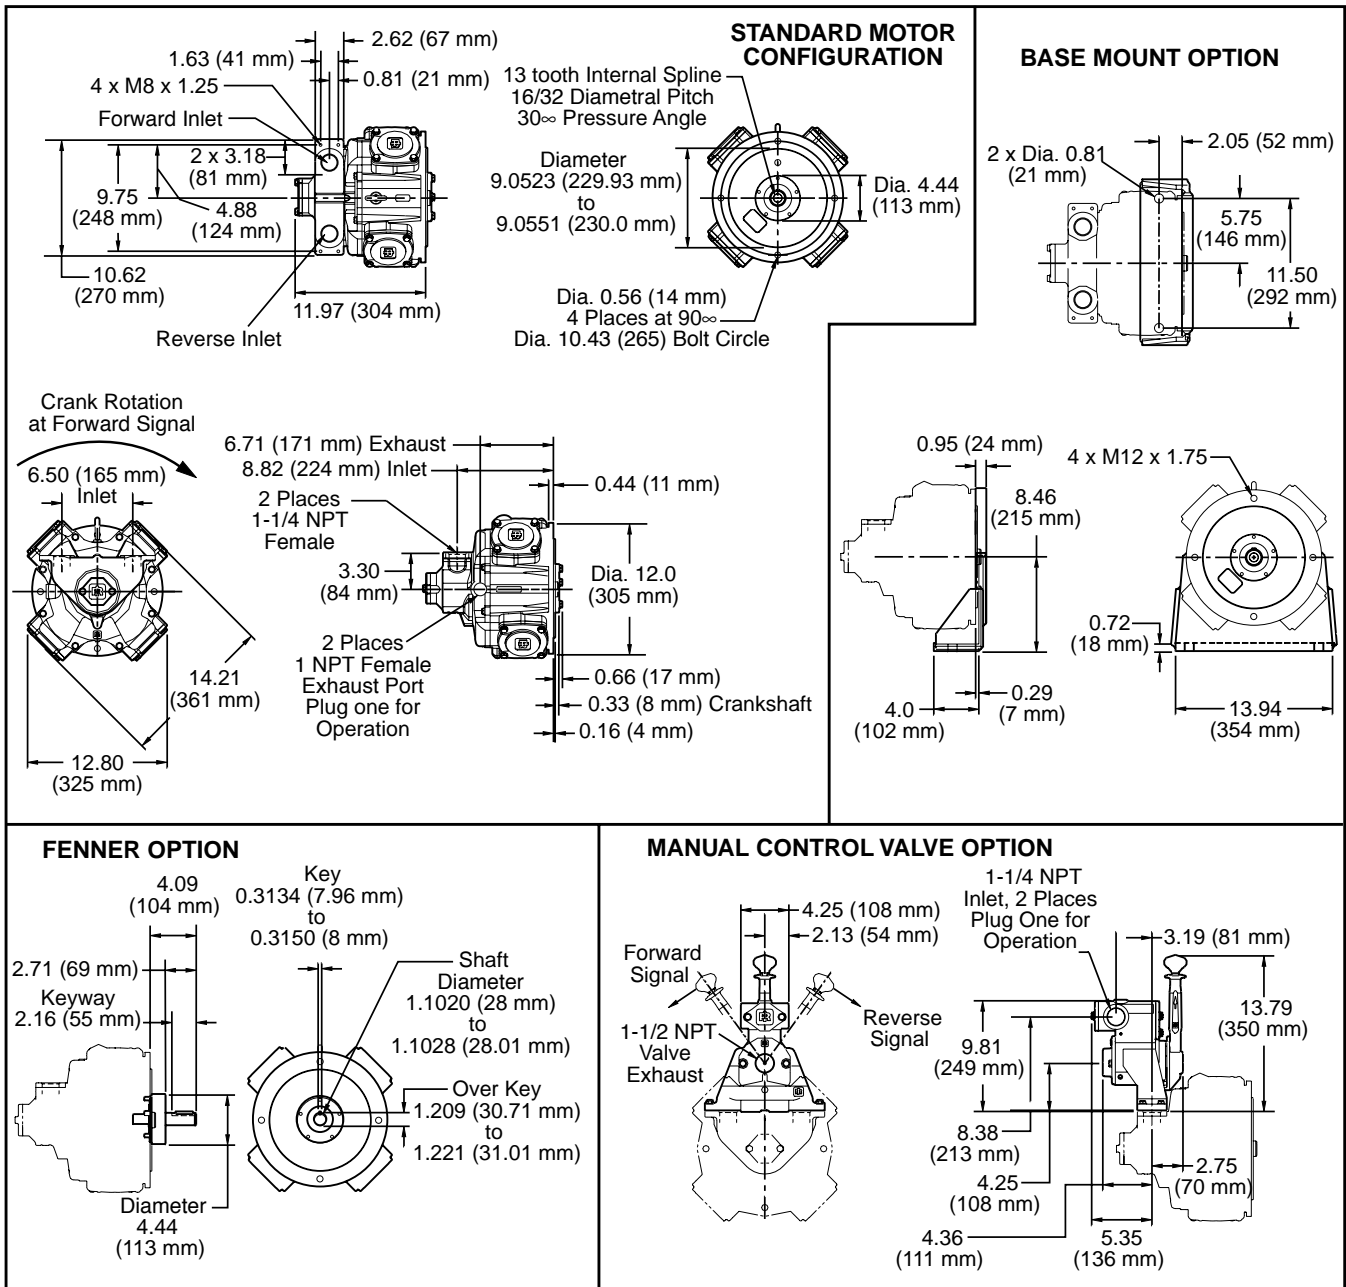 STANDARD MOTOR
CONFIGURATION
2.62 (67 mm)
1.63 (41 mm)
0.81 (21 mm)
4 x M8 x 1.25
Forward Inlet
2 x 3.18
(81 mm)
9.75
(248 mm)
4.88
(124 mm)
10.62
(270 mm)
11.97 (304 mm)
Reverse Inlet
13 tooth Internal Spline
16/32 Diametral Pitch
30∞ Pressure Angle
Diameter
9.0523 (229.93 mm)
to
9.0551 (230.0 mm)
Dia. 4.44
(113 mm)
Dia. 0.56 (14 mm)
4 Places at 90∞
Dia. 10.43 (265) Bolt Circle
Crank Rotation
at Forward Signal
6.50 (165 mm)
Inlet
14.21
(361 mm)
12.80
(325 mm)
6.71 (171 mm) Exhaust
8.82 (224 mm) Inlet
0.44 (11 mm)
2 Places
1-1/4 NPT
Female
3.30
(84 mm)
Dia. 12.0
(305 mm)
2 Places
1 NPT Female
Exhaust Port
Plug one for
Operation
0.66 (17 mm)
0.33 (8 mm) Crankshaft
0.16 (4 mm)
BASE MOUNT OPTION
2 x Dia. 0.81
(21 mm)
2.05 (52 mm)
5.75
(146 mm)
11.50
(292 mm)
0.95 (24 mm)
8.46
(215 mm)
4 x M12 x 1.75
0.72
(18 mm)
0.29
(7 mm)
4.0
(102 mm)
13.94
(354 mm)
FENNER OPTION
4.09
(104 mm)
Key
0.3134 (7.96 mm)
to
0.3150 (8 mm)
2.71 (69 mm)
Keyway
2.16 (55 mm)
Shaft
Diameter
1.1020 (28 mm)
to
1.1028 (28.01 mm)
Over Key
1.209 (30.71 mm)
to
1.221 (31.01 mm)
Diameter
4.44
(113 mm)
MANUAL CONTROL VALVE OPTION
4.25 (108 mm)
2.13 (54 mm)
Forward
Signal
Reverse
Signal
1-1/2 NPT
Valve
Exhaust
1-1/4 NPT
Inlet, 2 Places
Plug One for
Operation
3.19 (81 mm)
13.79
(350 mm)
9.81
(249 mm)
8.38
(213 mm)
4.25
(108 mm)
2.75
(70 mm)
4.36
(111 mm)
5.35
(136 mm)